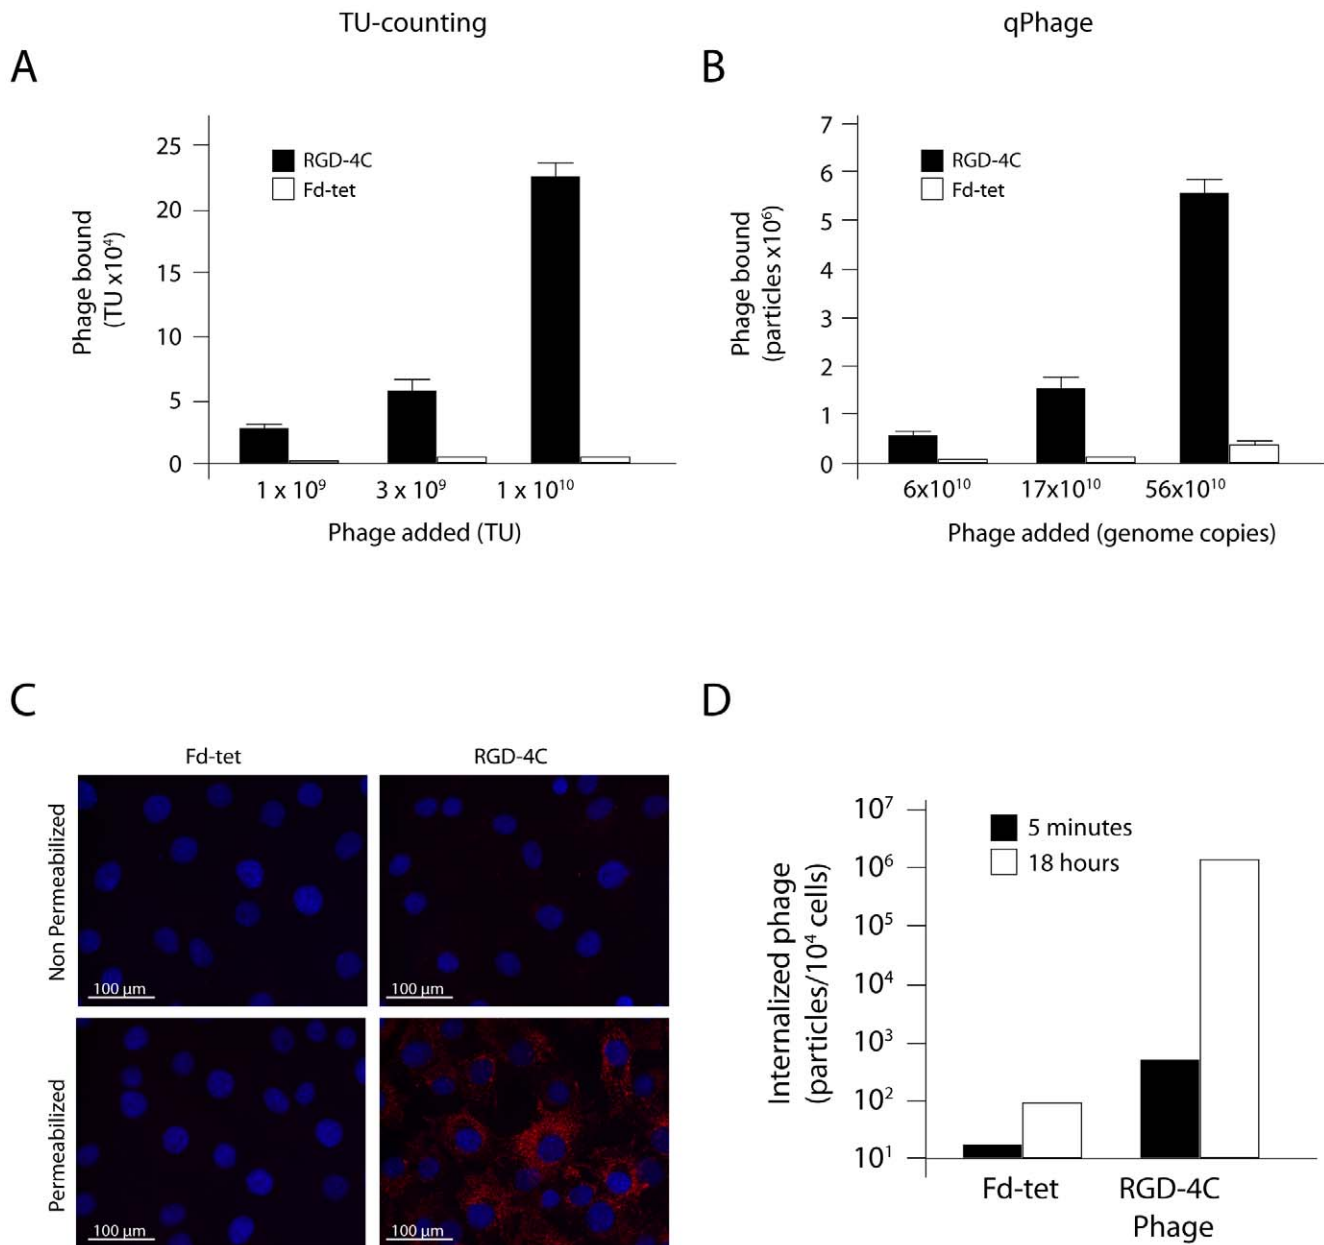 TU-counting
qPhage
A
25
20
15
10
5
0
Phage bound
(TU x10⁴)
RGD-4C
Fd-tet
1 x 10⁹
3 x 10⁹
1 x 10¹⁰
Phage added (TU)
B
7
6
5
4
3
2
1
0
Phage bound
(particles x10⁶)
RGD-4C
Fd-tet
6x10¹⁰
17x10¹⁰
56x10¹⁰
Phage added (genome copies)
C
Fd-tet
RGD-4C
Non Permeabilized
100 µm
100 µm
Permeabilized
100 µm
100 µm
D
10⁷
10⁶
10⁵
10⁴
10³
10²
10¹
Internalized phage
(particles/10⁴ cells)
5 minutes
18 hours
Fd-tet
RGD-4C
Phage